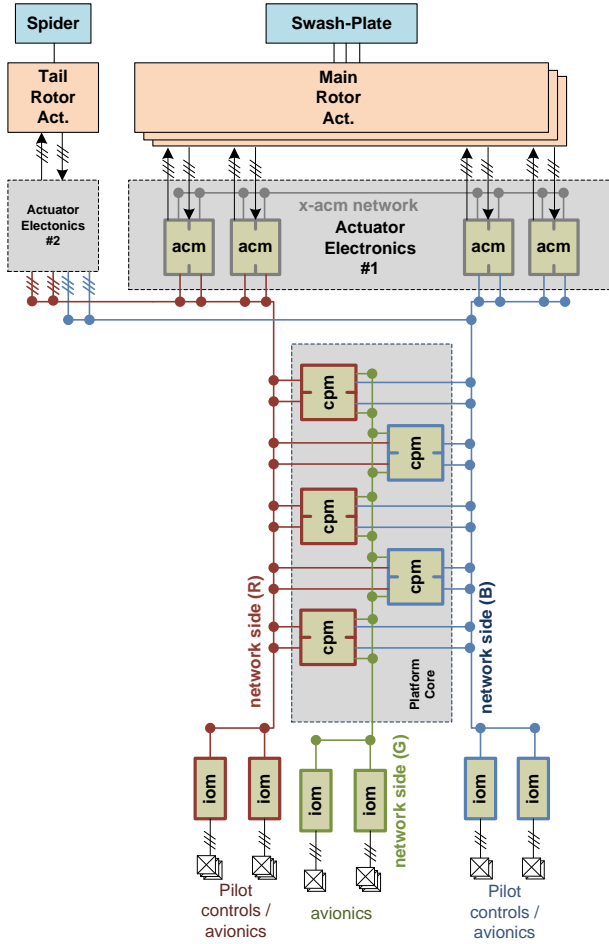 Spider
Swash-Plate
Tail
Rotor
Act.
Main
Rotor
Act.
Actuator
Electonics
#2
x-acm network
Actuator
Electronics
#1
acm
acm
acm
acm
cpm
cpm
cpm
cpm
cpm
network side (R)
network side (B)
Platform
Core
network side (G)
iom
iom
iom
iom
iom
iom
Pilot
controls /
avionics
avionics
Pilot
controls /
avionics